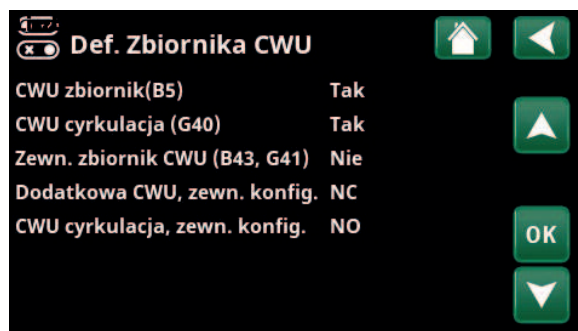 Def. Zbiornika CWU
CWU zbiornik(B5) Tak
CWU cyrkulacja (G40) Tak
Zewn. zbiornik CWU (B43, G41) Nie
Dodatkowa CWU, zewn. konfig. NC
CWU cyrkulacja, zewn. konfig. NO
OK